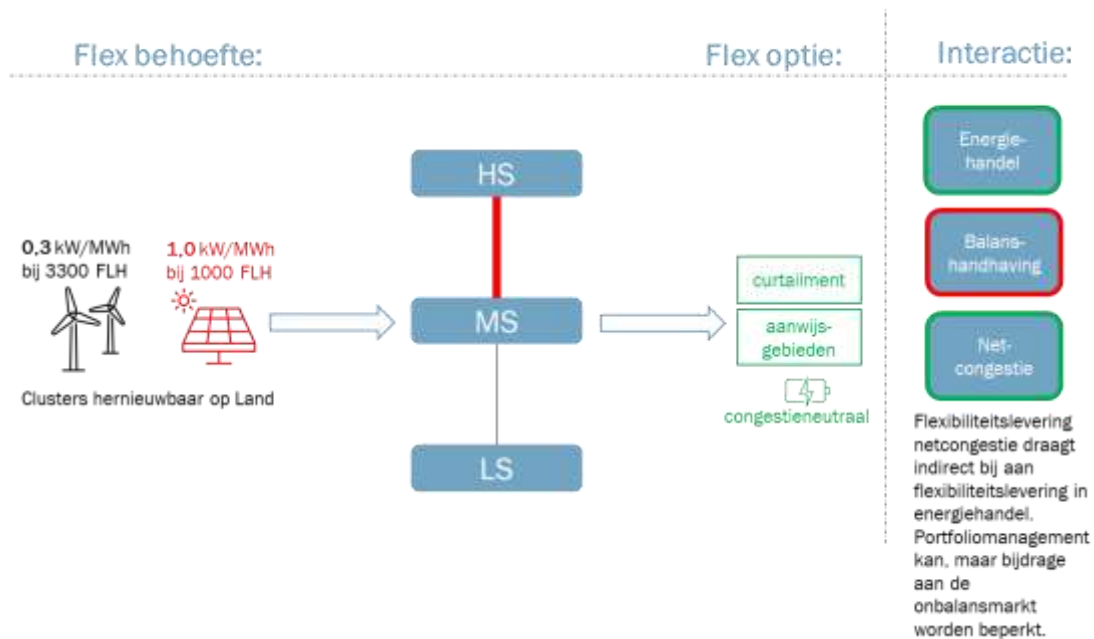 Flex behoefte:
Flex optie:
Interactie:
HS
MS
LS
0,3 kW/MWh
bij 3300 FLH
1,0 kW/MWh
bij 1000 FLH
Clusters hernieuwbaar op Land
curtailment
aanwijs-
gebieden
congestieneutraal
Energie-
handel
Balans-
handhaving
Net-
congestie
Flexibiliteitslevering
netcongestie draagt
indirect bij aan
flexibiliteitslevering in
energiehandel.
Portfoliomanagement
kan, maar bijdrage
aan de
onbalansmarkt
worden beperkt.